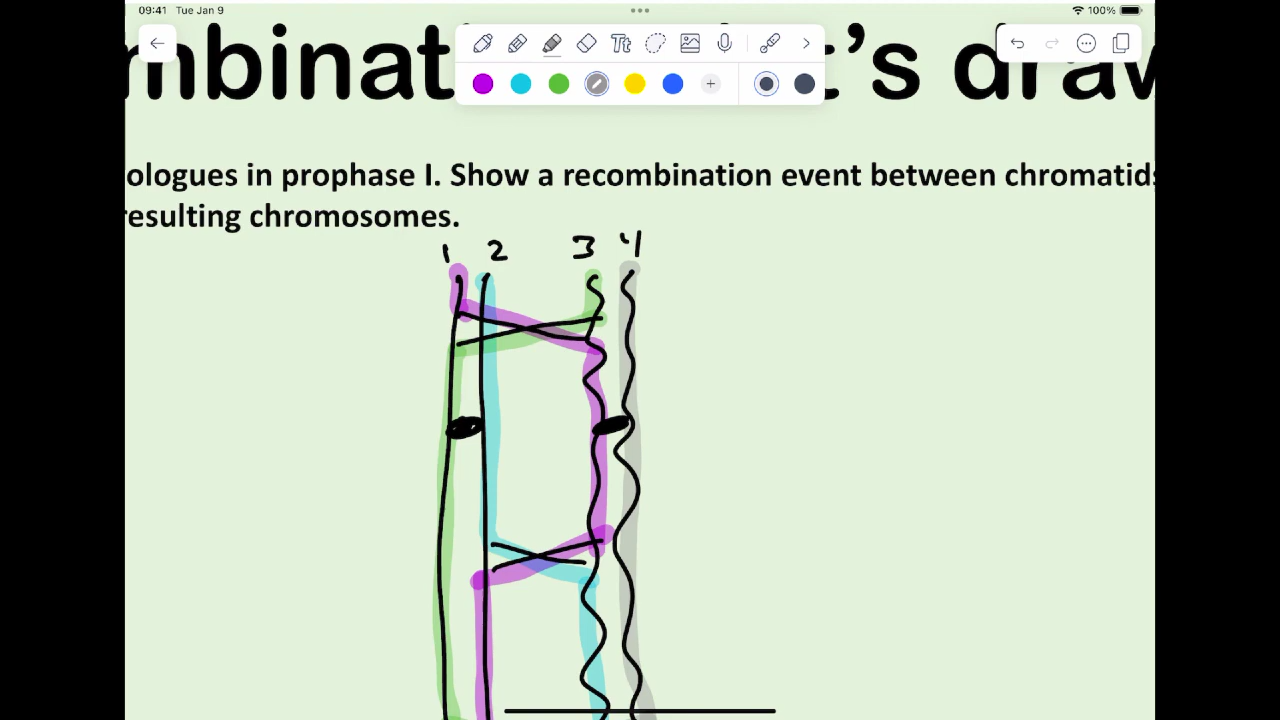 09:41 Tue Jan 9
100%
Tt
mbinat t's draw
ologues in prophase I. Show a recombination event between chromatids
resulting chromosomes.
1 2 3 4